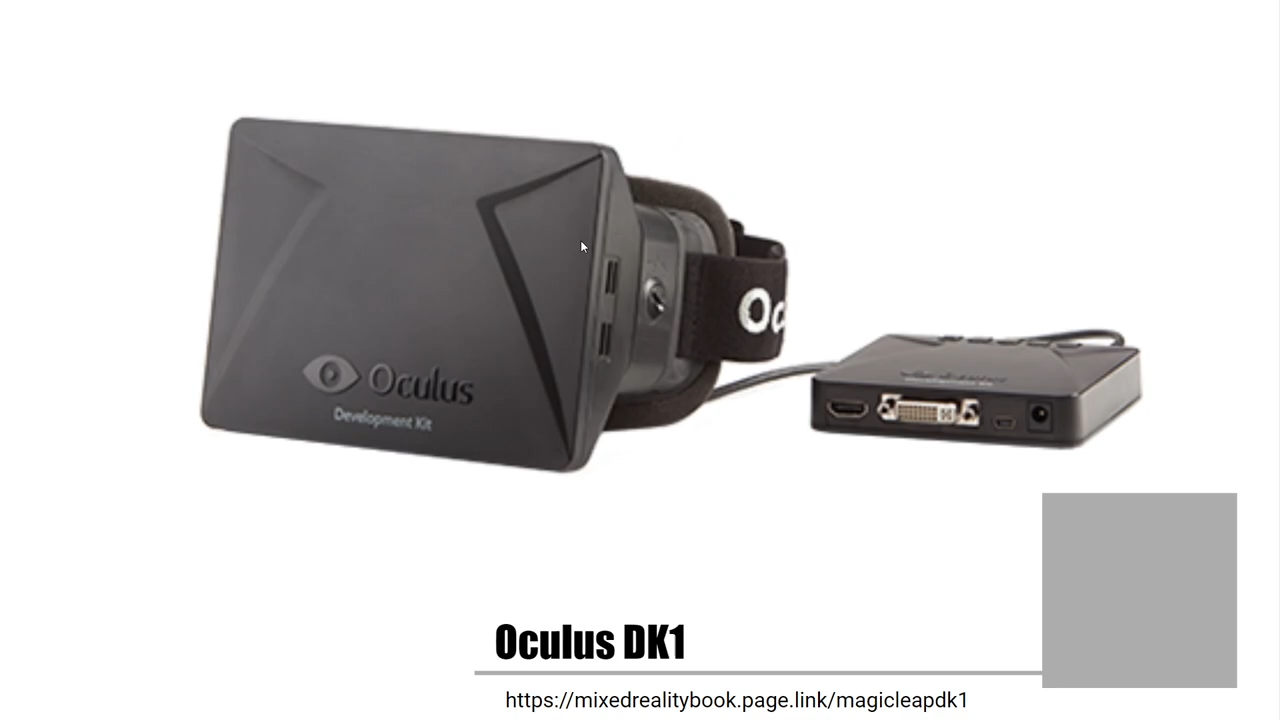 Oculus
Development Kit
Oc
Oculus DK1
https://mixedrealitybook.page.link/magicleapdk1